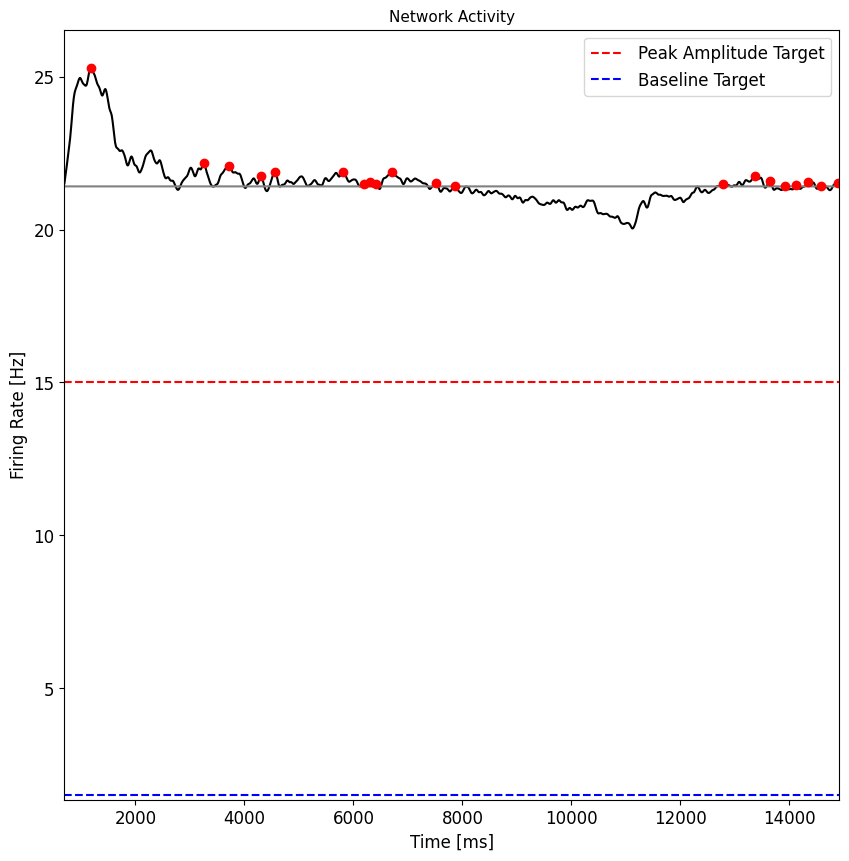 Network Activity
Peak Amplitude Target
Baseline Target
25
20
15
10
5
Firing Rate [Hz]
2000 4000 6000 8000 10000 12000 14000
Time [ms]